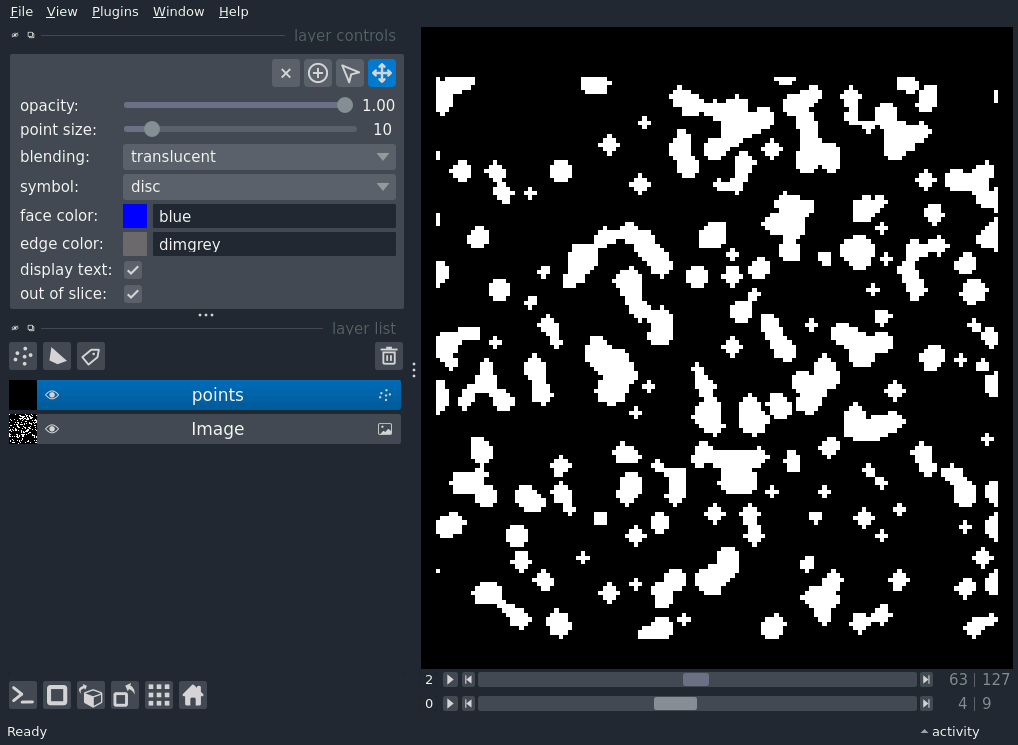 File View Plugins Window Help
layer controls
opacity: 1.00
point size: 10
blending: translucent
symbol: disc
face color: blue
edge color: dimgrey
display text:
out of slice:
layer list
points
Image
2 63 | 127
0 4 | 9
Ready activity